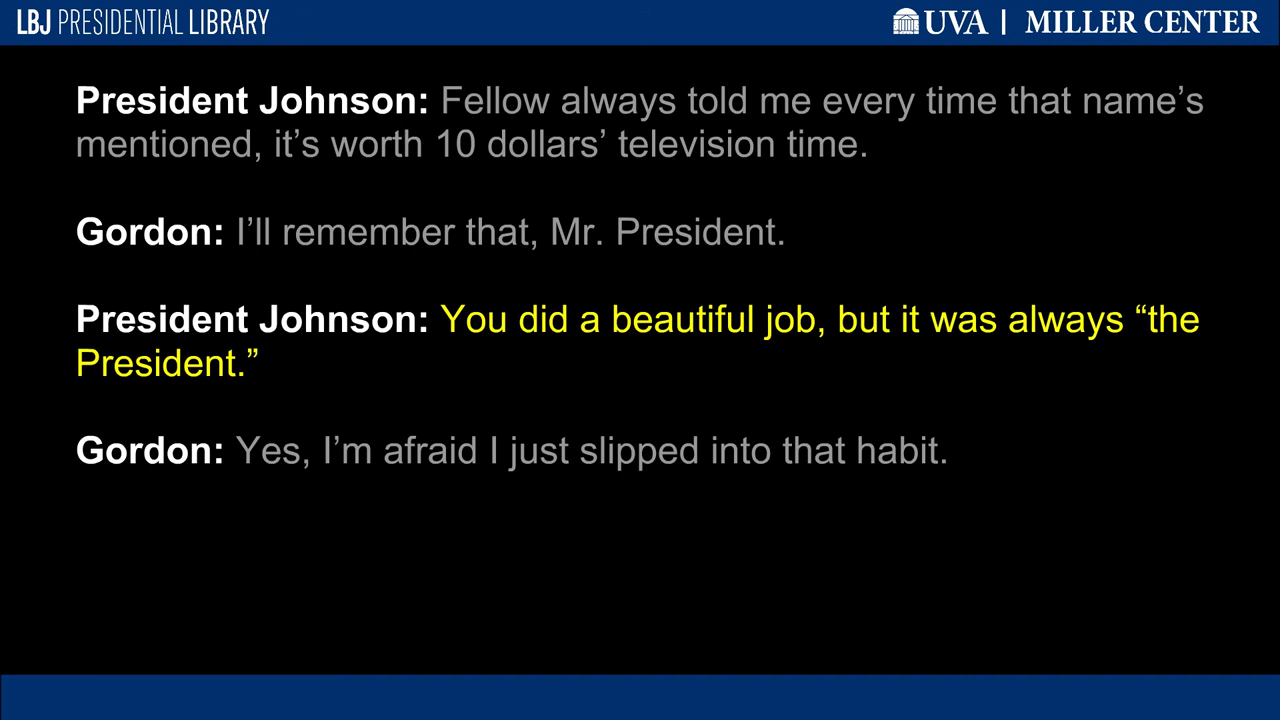 LBJ PRESIDENTIAL LIBRARY
UVA | MILLER CENTER
President Johnson: Fellow always told me every time that name’s
mentioned, it’s worth 10 dollars’ television time.
Gordon: I’ll remember that, Mr. President.
President Johnson: You did a beautiful job, but it was always “the
President.”
Gordon: Yes, I’m afraid I just slipped into that habit.